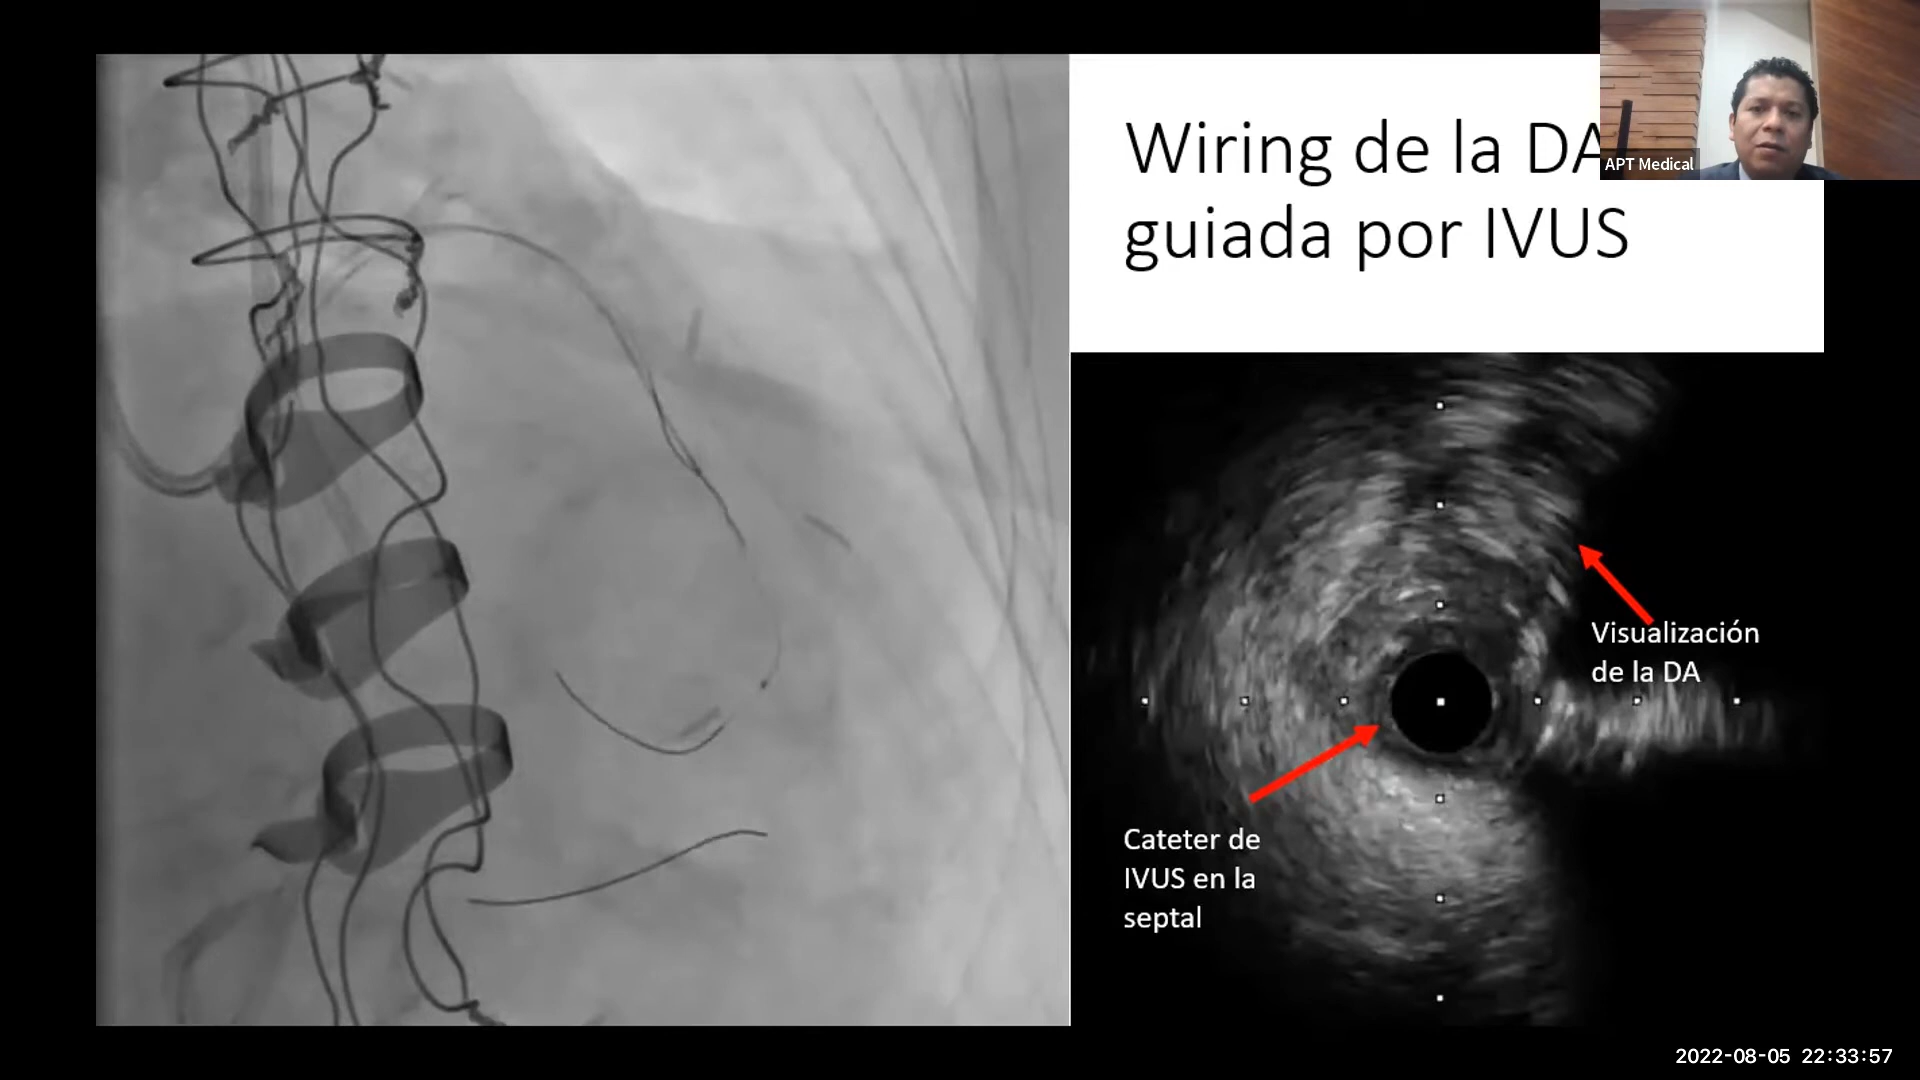 Wiring de la DA
guiada por IVUS
APT Medical
Visualización
de la DA
Cateter de
IVUS en la
septal
2022-08-05 22:33:57